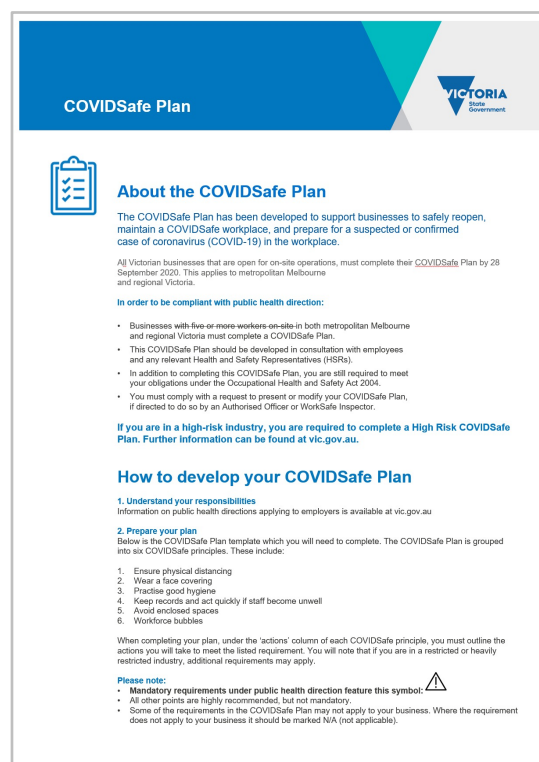 COVIDSafe Plan
VICTORIA
State
Government
About the COVIDSafe Plan
The COVIDSafe Plan has been developed to support businesses to safely reopen,
maintain a COVIDSafe workplace, and prepare for a suspected or confirmed
case of coronavirus (COVID-19) in the workplace.
All Victorian businesses that are open for on-site operations, must complete their COVIDSafe Plan by 28
September 2020. This applies to metropolitan Melbourne
and regional Victoria.
In order to be compliant with public health direction:
• Businesses with five or more workers on-site in both metropolitan Melbourne
and regional Victoria must complete a COVIDSafe Plan.
• This COVIDSafe Plan should be developed in consultation with employees
and any relevant Health and Safety Representatives (HSRs).
• In addition to completing this COVIDSafe Plan, you are still required to meet
your obligations under the Occupational Health and Safety Act 2004.
• You must comply with a request to present or modify your COVIDSafe Plan,
if directed to do so by an Authorised Officer or WorkSafe Inspector.
If you are in a high-risk industry, you are required to complete a High Risk COVIDSafe
Plan. Further information can be found at vic.gov.au.
How to develop your COVIDSafe Plan
1. Understand your responsibilities
Information on public health directions applying to employers is available at vic.gov.au
2. Prepare your plan
Below is the COVIDSafe Plan template which you will need to complete. The COVIDSafe Plan is grouped
into six COVIDSafe principles. These include:
1. Ensure physical distancing
2. Wear a face covering
3. Practise good hygiene
4. Keep records and act quickly if staff become unwell
5. Avoid enclosed spaces
6. Workforce bubbles
When completing your plan, under the ‘actions’ column of each COVIDSafe principle, you must outline the
actions you will take to meet the listed requirement. You will note that if you are in a restricted or heavily
restricted industry, additional requirements may apply.
Please note:
• Mandatory requirements under public health direction feature this symbol:
• All other points are highly recommended, but not mandatory.
• Some of the requirements in the COVIDSafe Plan may not apply to your business. Where the requirement
does not apply to your business it should be marked N/A (not applicable).